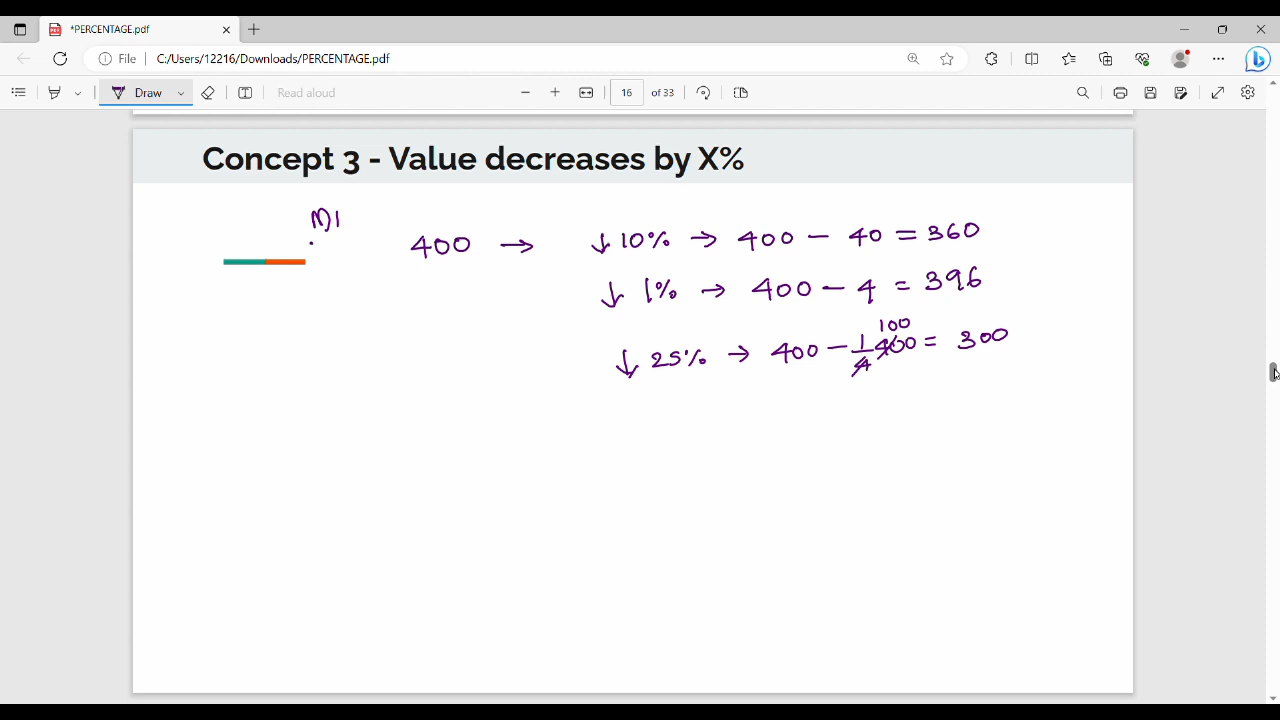 *PERCENTAGE.pdf
File C:/Users/12216/Downloads/PERCENTAGE.pdf
Draw Read aloud 16 of 33
Concept 3 - Value decreases by X%
M1
400 → ↓ 10% → 400 - 40 = 360
↓ 1% → 400 - 4 = 396
100
↓ 25% → 400 - 1/4 400 = 300